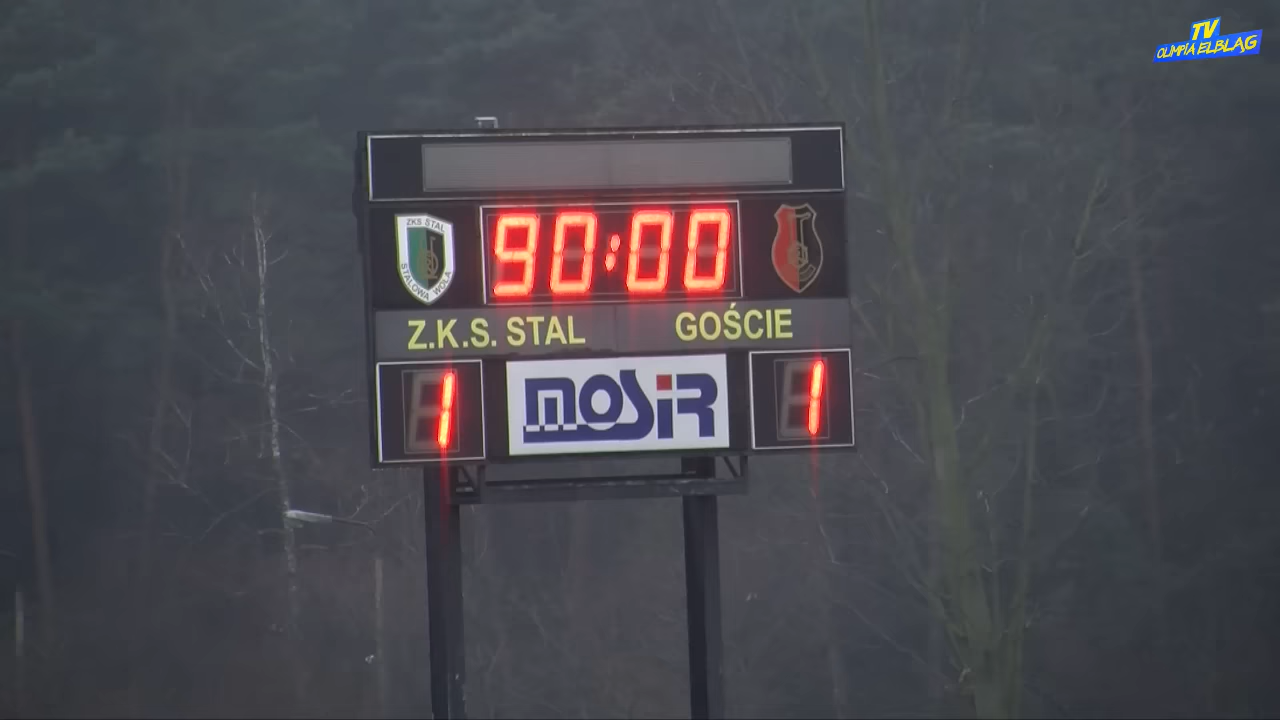 TV
OLIMPIA ELBLĄG
ZKS STAL
STALOWA WOLA
90:00
Z.K.S. STAL GOŚCIE
1 MOSiR 1